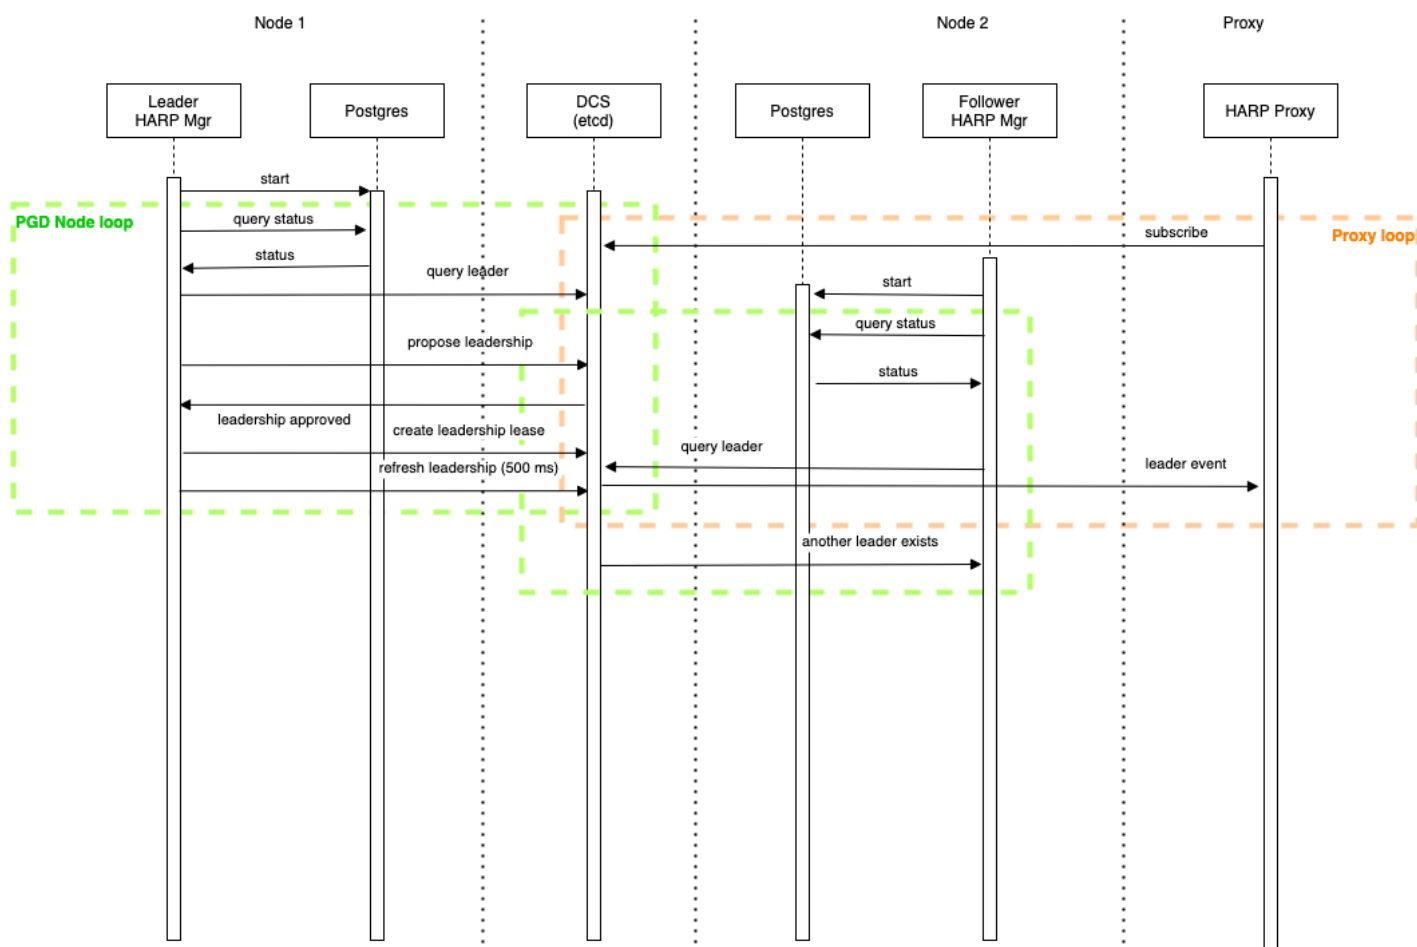 Node 1
Node 2
Proxy
Leader
HARP Mgr
Postgres
DCS
(etcd)
Postgres
Follower
HARP Mgr
HARP Proxy
start
PGD Node loop
query status
subscribe
Proxy loop
status
query leader
start
query status
propose leadership
status
leadership approved
create leadership lease
query leader
refresh leadership (500 ms)
leader event
another leader exists